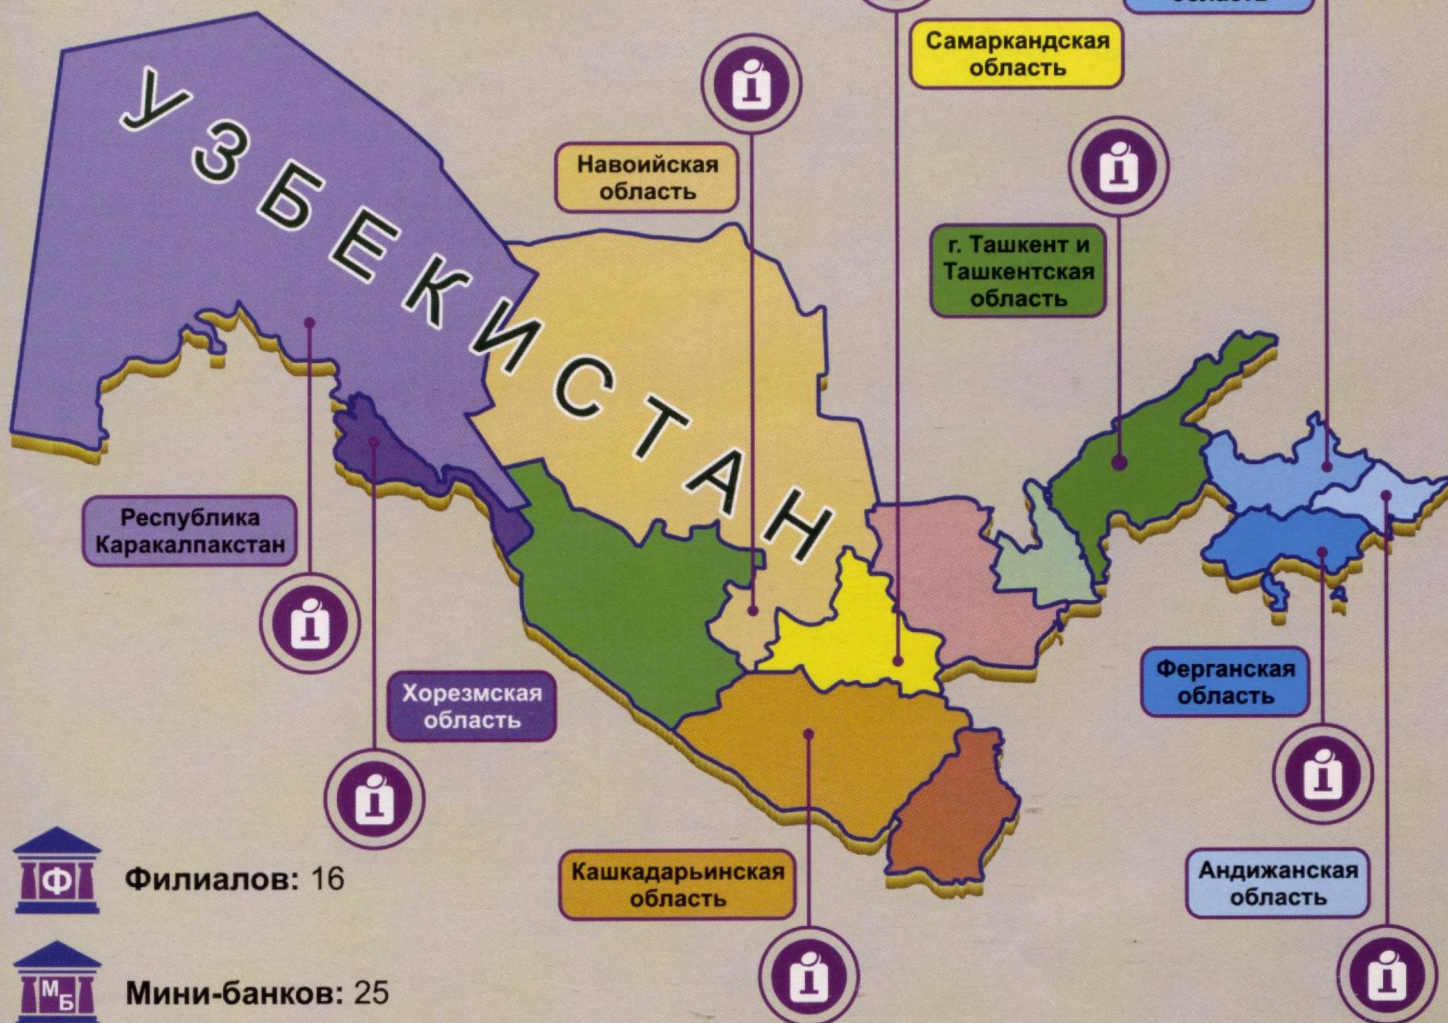 область
Самаркандская
область
УЗБЕКИСТАН
Навоийская
область
г. Ташкент и
Ташкентская
область
Республика
Каракалпакстан
Хорезмская
область
Ферганская
область
Кашкадарьинская
область
Андижанская
область
Ф
Филиалов: 16
МБ
Мини-банков: 25